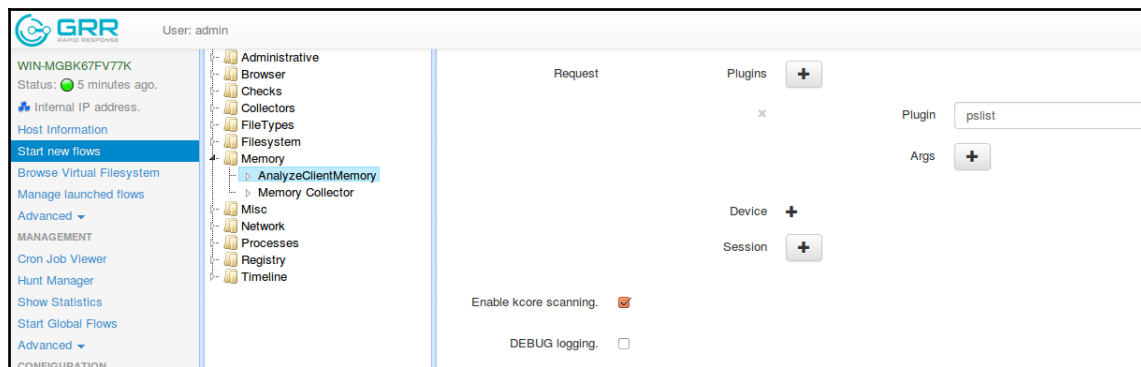 GRR
RAPID RESPONSE
User: admin
WIN-MGBK67FV77K
Status: 5 minutes ago.
Internal IP address.
Host Information
Start new flows
Browse Virtual Filesystem
Manage launched flows
Advanced
MANAGEMENT
Cron Job Viewer
Hunt Manager
Show Statistics
Start Global Flows
Advanced
CONFIGURATION
Administrative
Browser
Checks
Collectors
FileTypes
Filesystem
Memory
AnalyzeClientMemory
Memory Collector
Misc
Network
Processes
Registry
Timeline
Request Plugins +
× Plugin pslist
Args +
Device +
Session +
Enable kcore scanning.
DEBUG logging.